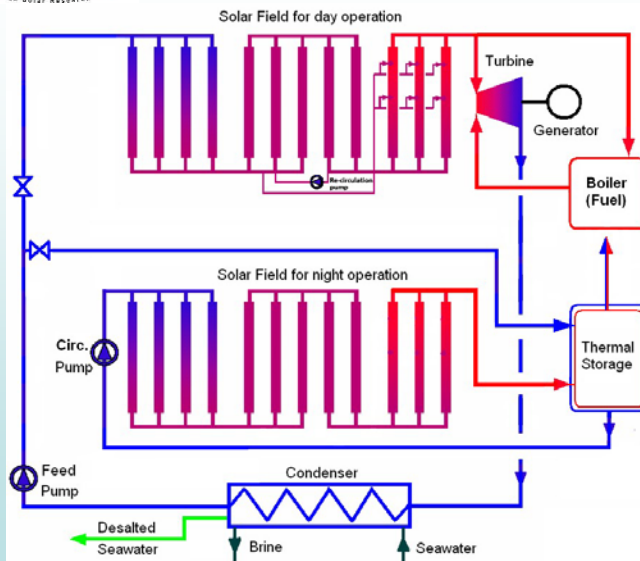 Solar Field for day operation
Turbine
Generator
Re-circulation
pump
Boiler
(Fuel)
Solar Field for night operation
Circ.
Pump
Thermal
Storage
Feed
Pump
Condenser
Desalted
Seawater
Brine
Seawater